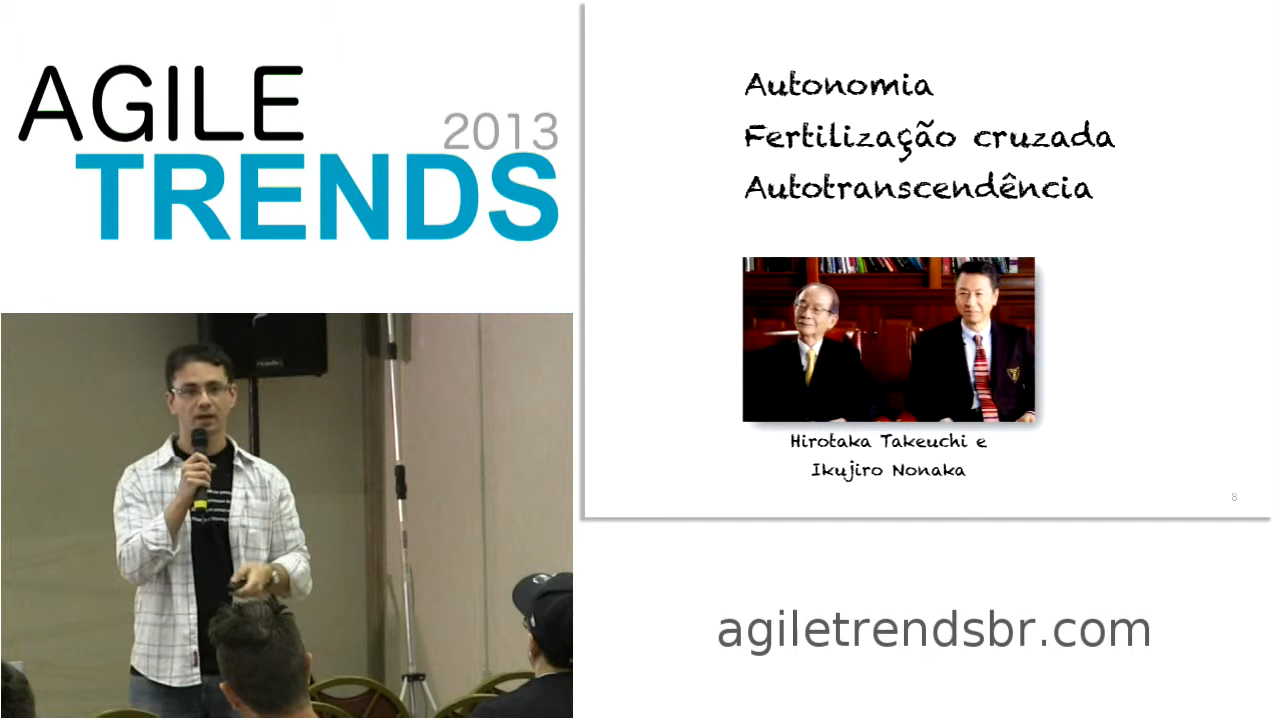 AGILE
2013
TRENDS
Autonomia
Fertilização cruzada
Autotranscendência
Hirotaka Takeuchi e
Ikujiro Nonaka
8
agiletrendsbr.com